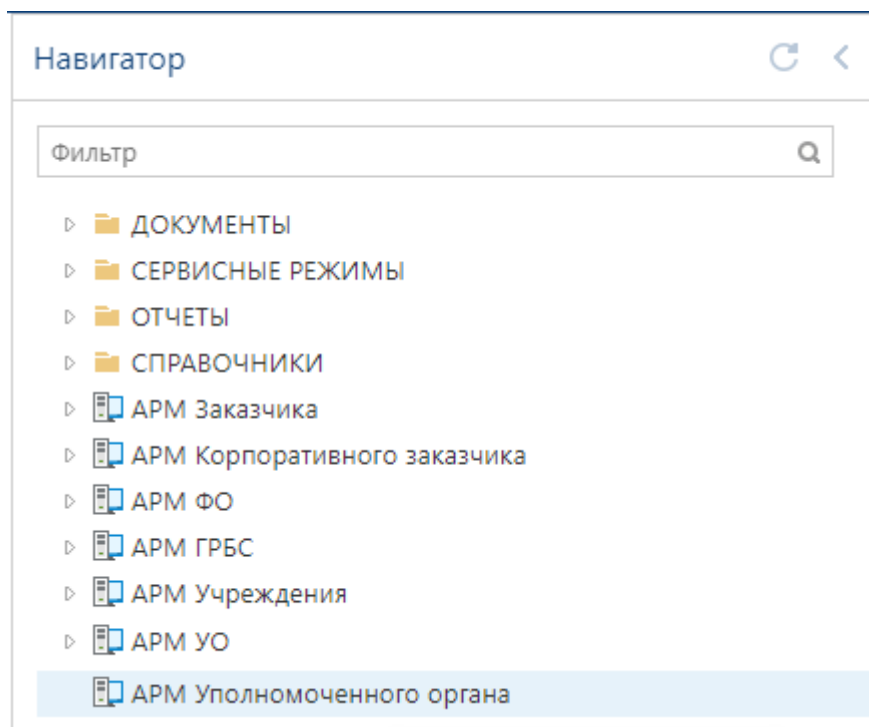 Навигатор
Фильтр
ДОКУМЕНТЫ
СЕРВИСНЫЕ РЕЖИМЫ
ОТЧЕТЫ
СПРАВОЧНИКИ
АРМ Заказчика
АРМ Корпоративного заказчика
АРМ ФО
АРМ ГРБС
АРМ Учреждения
АРМ УО
АРМ Уполномоченного органа